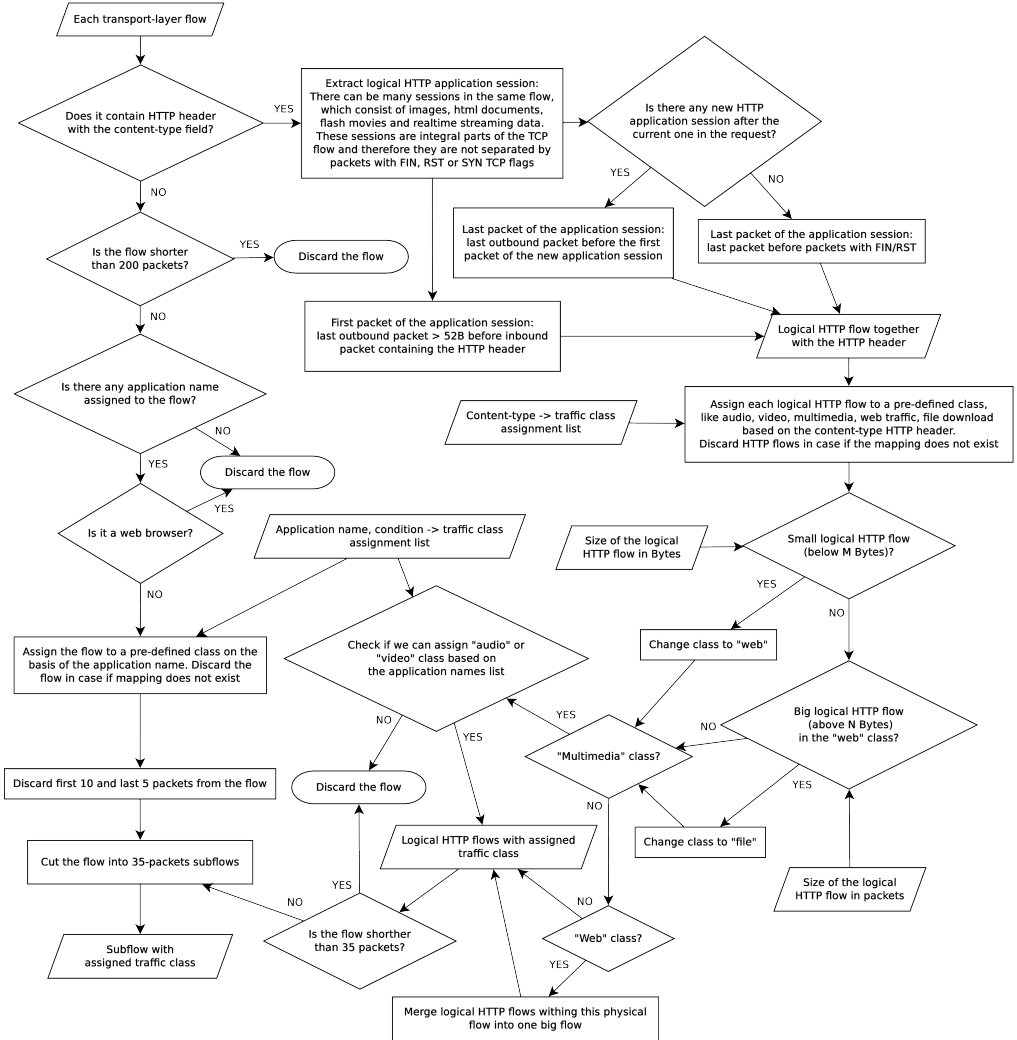 Each transport-layer flow
Does it contain HTTP header
with the content-type field?
YES
NO
Extract logical HTTP application session:
There can be many sessions in the same flow,
which consist of images, html documents,
flash movies and realtime streaming data.
These sessions are integral parts of the TCP
flow and therefore they are not separated by
packets with FIN, RST or SYN TCP flags
Is there any new HTTP
application session after the
current one in the request?
YES
NO
Last packet of the application session:
last outbound packet before the first
packet of the new application session
Last packet of the application session:
last packet before packets with FIN/RST
Is the flow shorter
than 200 packets?
YES
Discard the flow
NO
First packet of the application session:
last outbound packet > 52B before inbound
packet containing the HTTP header
Logical HTTP flow together
with the HTTP header
Is there any application name
assigned to the flow?
NO
YES
Discard the flow
Content-type -> traffic class
assignment list
Assign each logical HTTP flow to a pre-defined class,
like audio, video, multimedia, web traffic, file download
based on the content-type HTTP header.
Discard HTTP flows in case if the mapping does not exist
Is it a web browser?
YES
NO
Application name, condition -> traffic class
assignment list
Size of the logical
HTTP flow in Bytes
Small logical HTTP flow
(below M Bytes)?
YES
NO
Assign the flow to a pre-defined class on the
basis of the application name. Discard the
flow in case if mapping does not exist
Check if we can assign "audio" or
"video" class based on
the application names list
Change class to "web"
Big logical HTTP flow
(above N Bytes)
in the "web" class?
NO
YES
"Multimedia" class?
YES
NO
NO
YES
Discard first 10 and last 5 packets from the flow
Discard the flow
Change class to "file"
Logical HTTP flows with assigned
traffic class
Cut the flow into 35-packets subflows
Size of the logical
HTTP flow in packets
YES
NO
Is the flow shorther
than 35 packets?
NO
"Web" class?
YES
Subflow with
assigned traffic class
Merge logical HTTP flows withing this physical
flow into one big flow